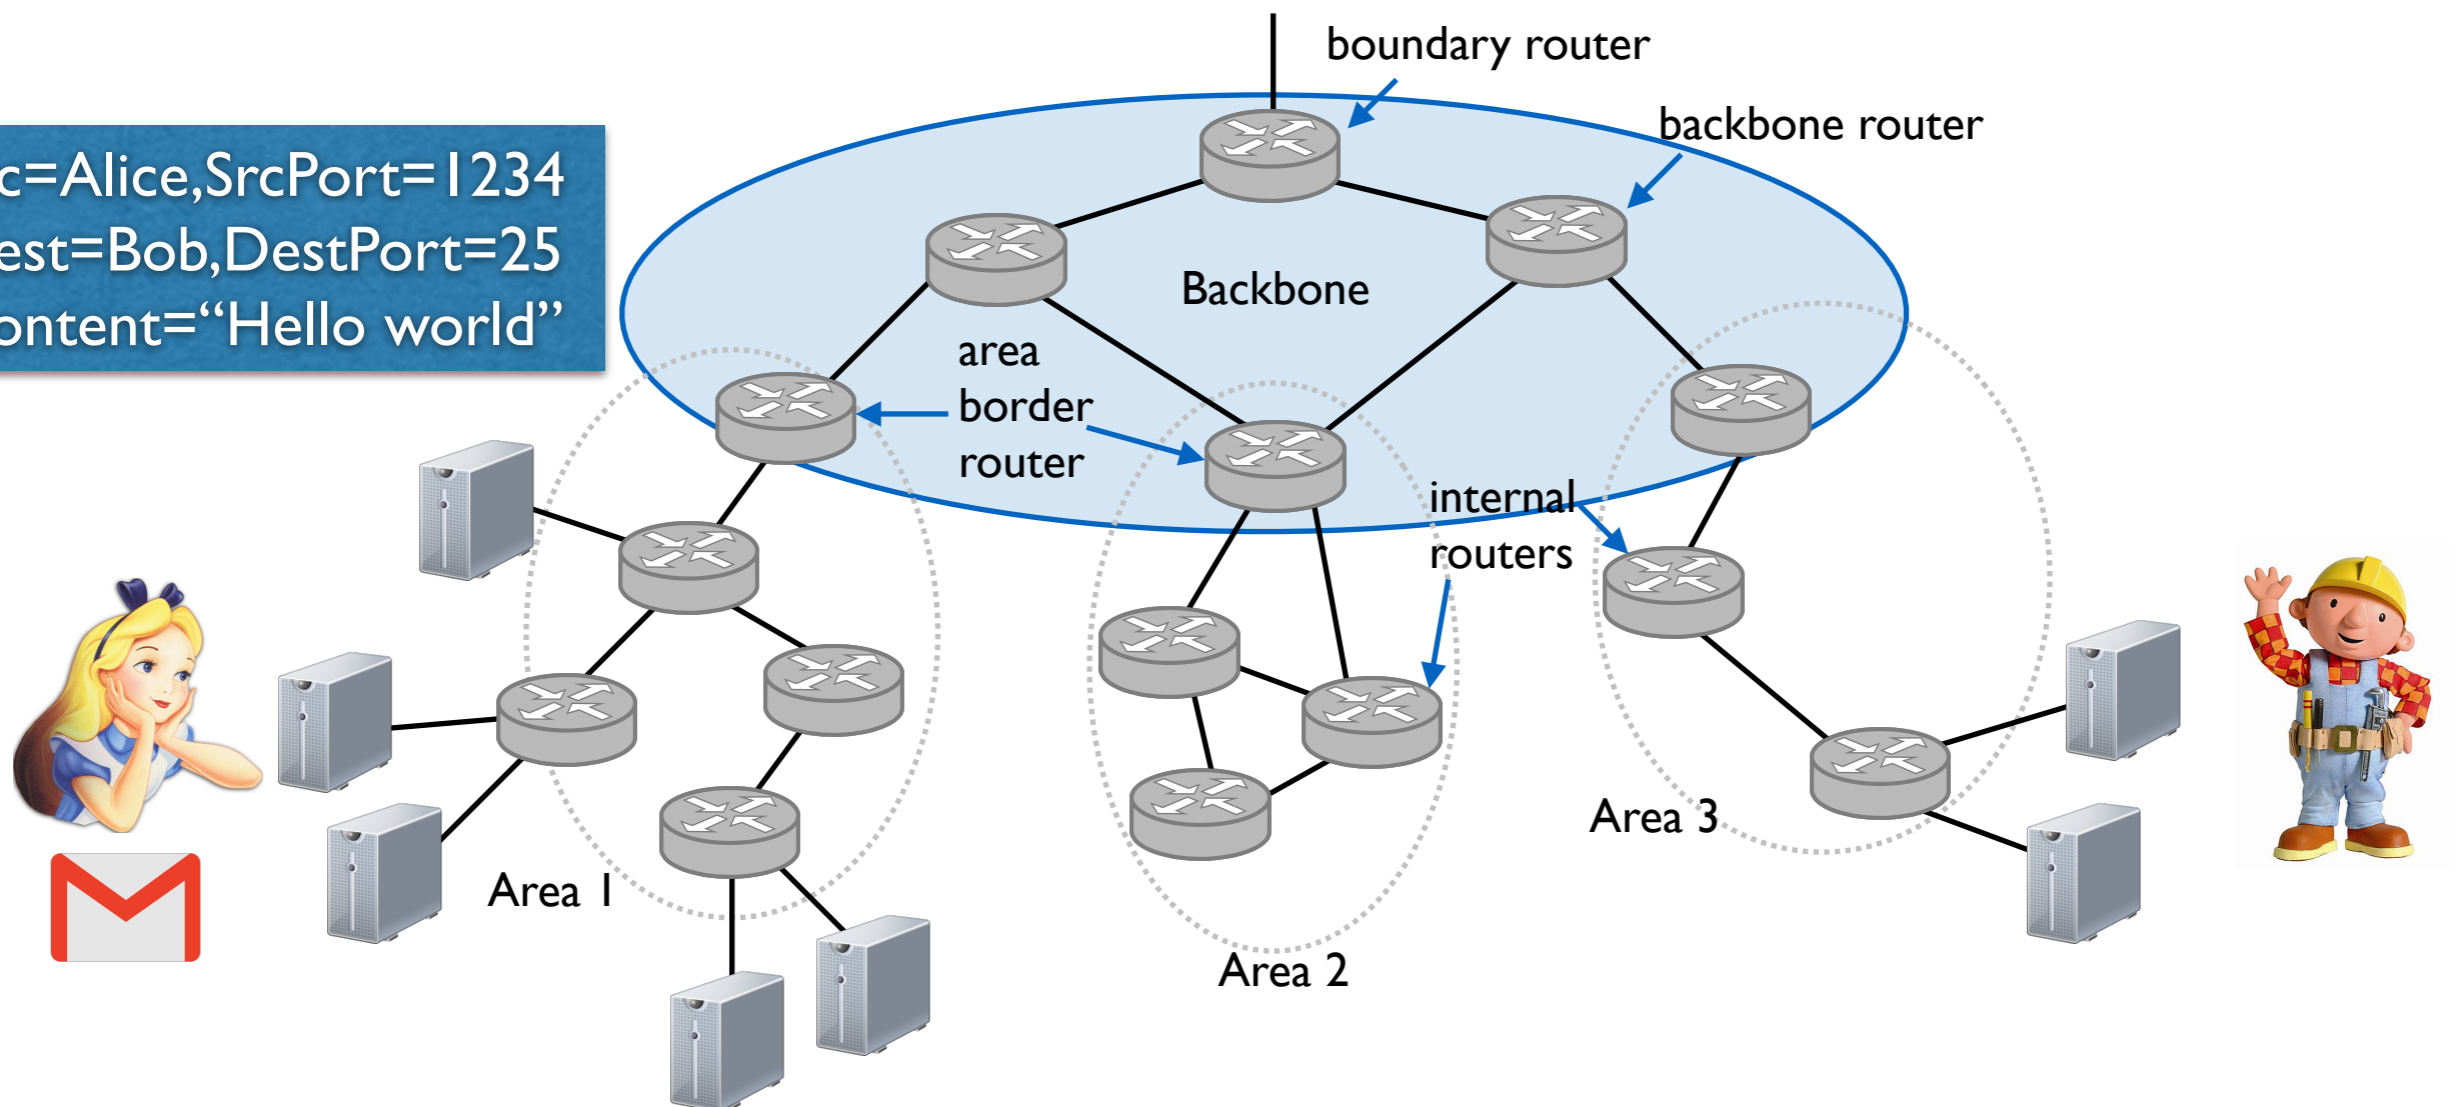 boundary router
backbone router
c=Alice,SrcPort=1234
est=Bob,DestPort=25
ontent=“Hello world”
Backbone
area
border
router
internal
routers
Area 1
Area 2
Area 3